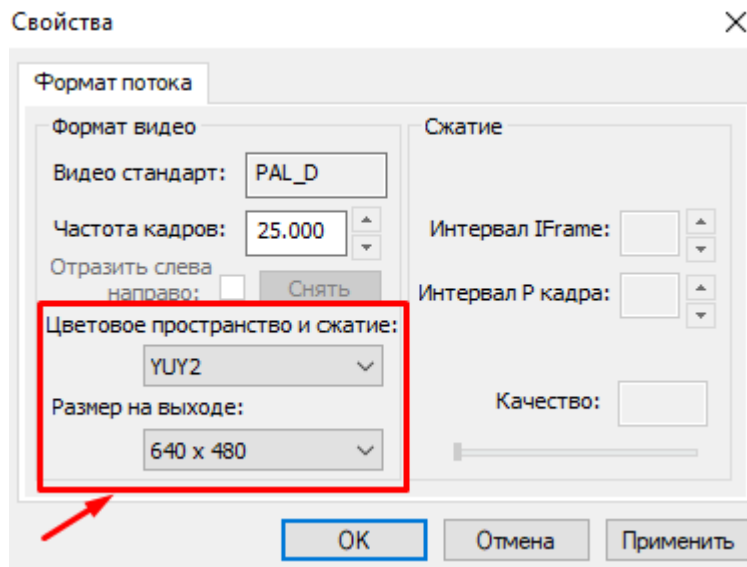 Свойства
Формат потока
Формат видео
Видео стандарт: PAL_D
Частота кадров: 25.000
Отразить слева
направо: Снять
Цветовое пространство и сжатие:
YUY2
Размер на выходе:
640 x 480
Сжатие
Интервал IFrame:
Интервал P кадра:
Качество:
OK Отмена Применить